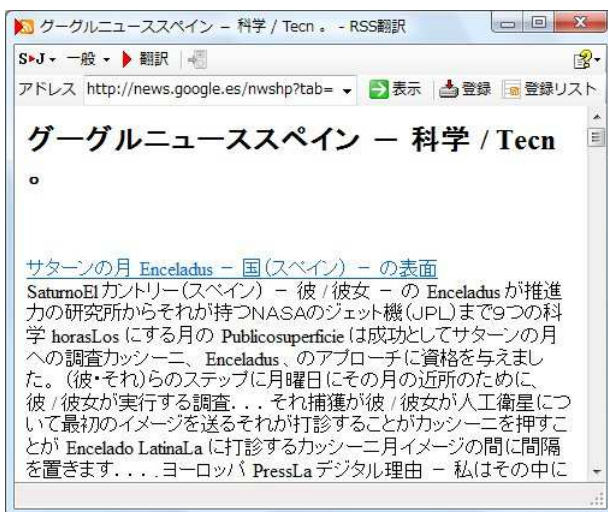 グーグルニューススペイン － 科学 / Tecn 。 - RSS翻訳
S▸J 一般 翻訳
アドレス http://news.google.es/nwshp?tab= 表示 登録 登録リスト
グーグルニューススペイン － 科学 / Tecn
。
サターンの月 Enceladus － 国(スペイン) － の表面
SaturnoElカントリー(スペイン) － 彼 / 彼女 － の Enceladus が推進
力の研究所からそれが持つNASAのジェット機(JPL)まで9つの科
学 horasLos にする月の Publicosuperficie は成功としてサターンの月
への調査カッシーニ、 Enceladus 、のアプローチに資格を与えまし
た。 (彼・それ)らのステップに月曜日にその月の近所のために、
彼 / 彼女が実行する調査. . . それ捕獲が彼 / 彼女が人工衛星につ
いて最初のイメージを送るそれが打診することがカッシーニを押すこ
とが Encelado LatinaLa に打診するカッシーニ月イメージの間に間隔
を置きます. . . . ヨーロッパ PressLa デジタル理由 － 私はその中に